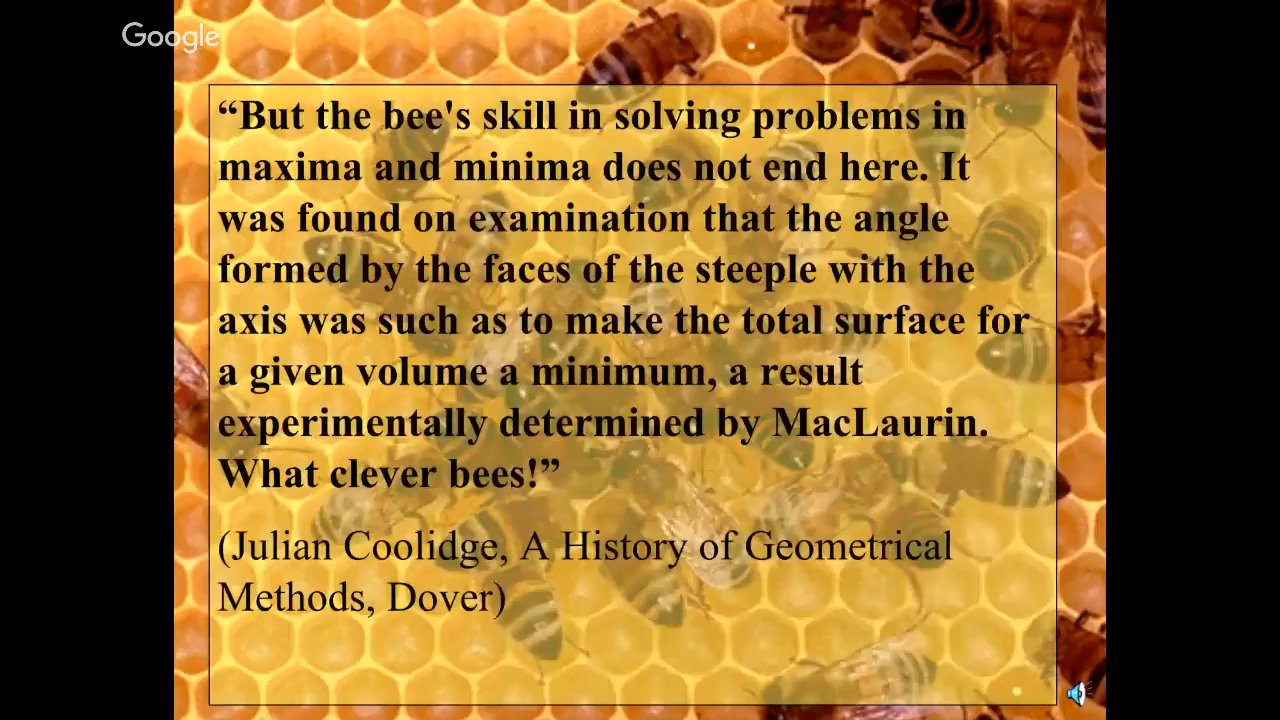 Google
“But the bee's skill in solving problems in
maxima and minima does not end here. It
was found on examination that the angle
formed by the faces of the steeple with the
axis was such as to make the total surface for
a given volume a minimum, a result
experimentally determined by MacLaurin.
What clever bees!”
(Julian Coolidge, A History of Geometrical
Methods, Dover)